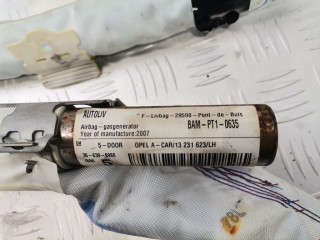 AUTOLIV
F-Livbag-29590-Pont-de-Buis
Airbag-gasgenerator
Year of manufacture:2007
BAM-PT1-0635
5-DOOR OPEL A-CAR/13 231 623/LH